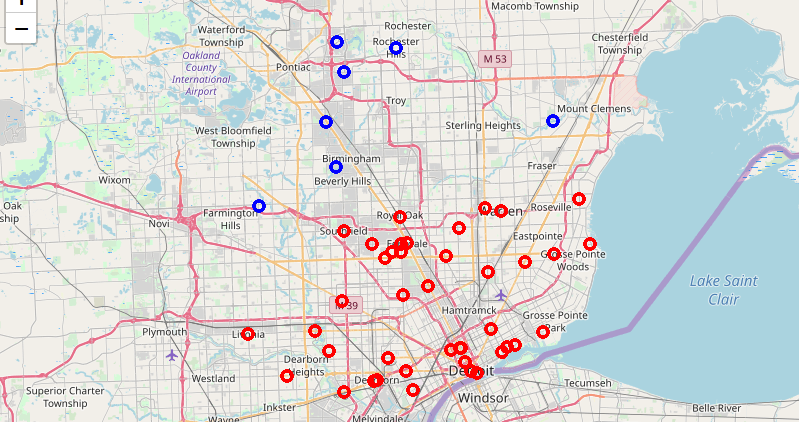 −
Macomb Township
Rochester
Waterford
Township
Rochester
Hills
Chesterfield
Township
Oakland
County
International
Airport
M 53
Pontiac
Troy
Mount Clemens
West Bloomfield
Township
Sterling Heights
Birmingham
Fraser
Beverly Hills
Wixom
Oak
ship
Farmington
Hills
Novi
Royal Oak
Warren
Roseville
Southfield
Eastpointe
Ferndale
Grosse Pointe
Woods
Lake Saint
Clair
M 39
Hamtramck
Grosse Pointe
Park
Plymouth
Livonia
Dearborn
Heights
Detroit
Westland
Dearborn
Tecumseh
Superior Charter
Township
Windsor
Inkster
Belle River
Wayne
Melvindale